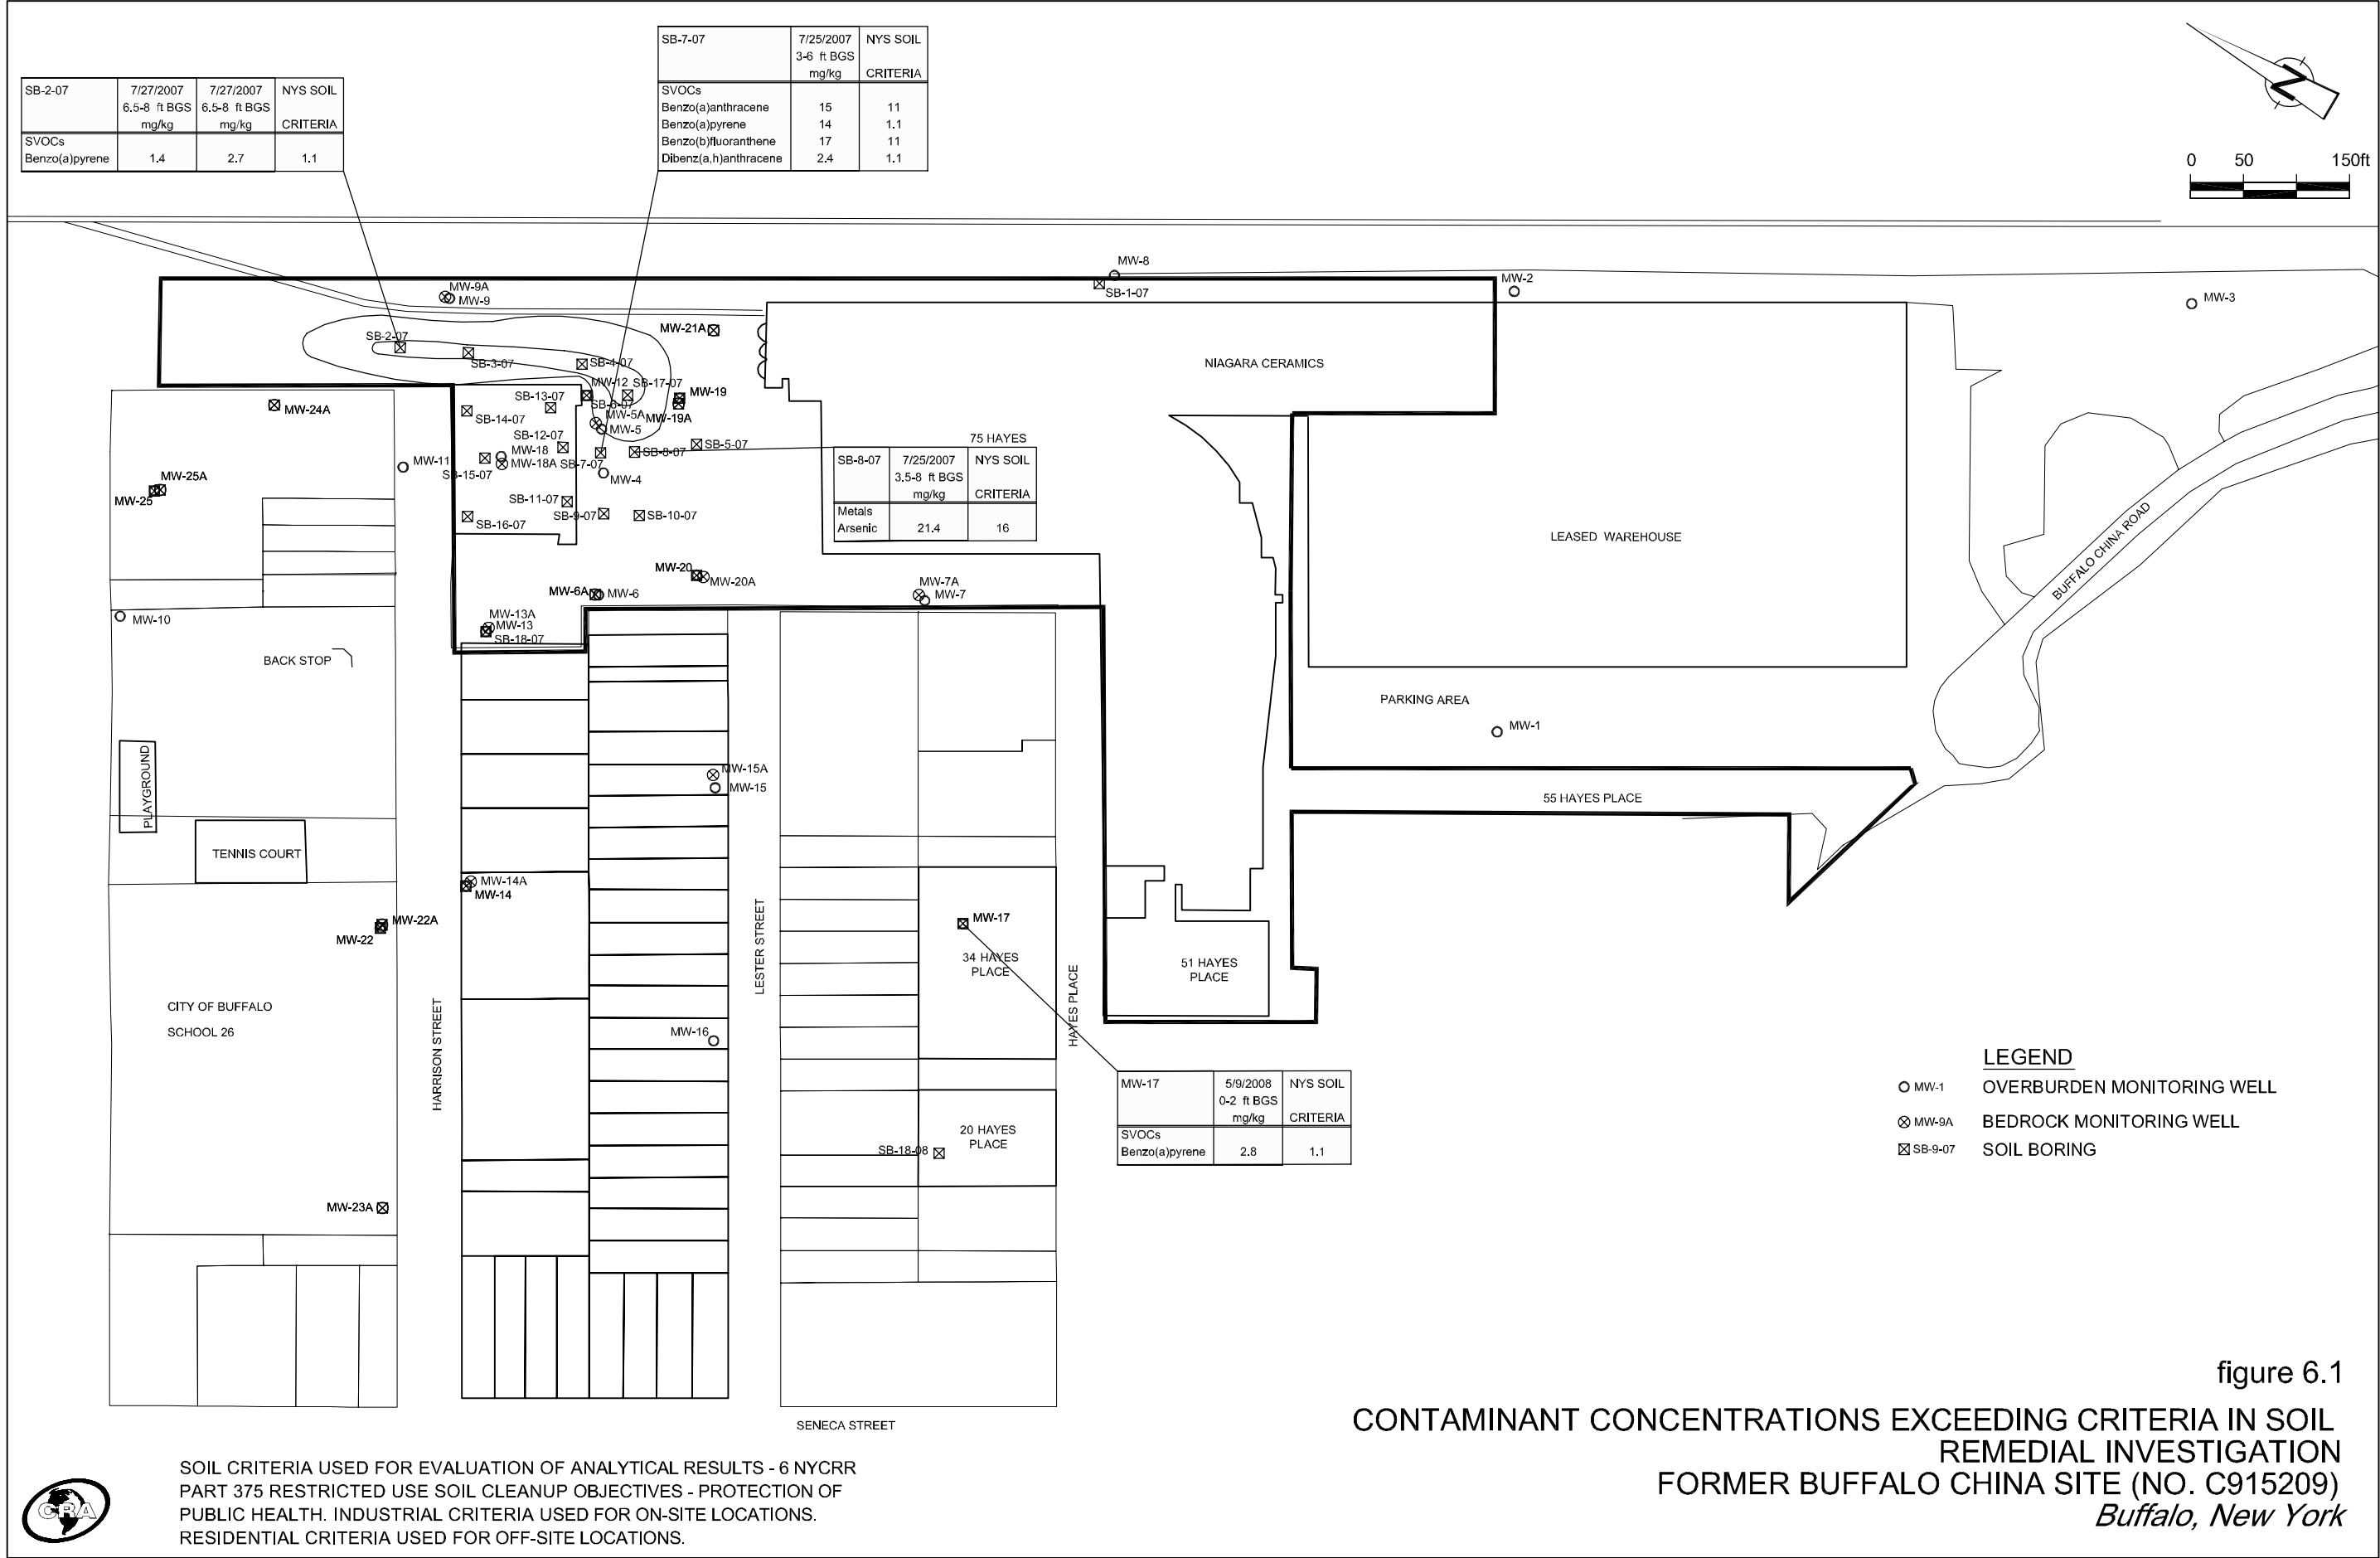 SB-7-07 7/25/2007 NYS SOIL
3-6 ft BGS
mg/kg CRITERIA
SVOCs
Benzo(a)anthracene 15 11
Benzo(a)pyrene 14 1.1
Benzo(b)fluoranthene 17 11
Dibenz(a,h)anthracene 2.4 1.1
SB-2-07 7/27/2007 7/27/2007 NYS SOIL
6.5-8 ft BGS 6.5-8 ft BGS
mg/kg mg/kg CRITERIA
SVOCs
Benzo(a)pyrene 1.4 2.7 1.1
N
0 50 150ft
MW-8
SB-1-07
MW-2
MW-3
MW-9A
MW-9
MW-21A
SB-2-07
SB-3-07
SB-4-07
NIAGARA CERAMICS
MW-12
SB-17-07
MW-19
SB-13-07
SB-6-07
MW-24A
SB-14-07
MW-5A
MW-19A
MW-5
SB-12-07
SB-5-07
75 HAYES
MW-18
SB-8-07
MW-11
MW-18A
SB-7-07
SB-15-07
MW-4
MW-25A
MW-25
SB-11-07
SB-9-07
SB-10-07
SB-16-07
SB-8-07 7/25/2007 NYS SOIL
3.5-8 ft BGS
mg/kg CRITERIA
Metals
Arsenic 21.4 16
LEASED WAREHOUSE
BUFFALO CHINA ROAD
MW-20
MW-20A
MW-7A
MW-6A
MW-6
MW-7
MW-13A
MW-13
SB-18-07
MW-10
BACK STOP
PARKING AREA
MW-1
PLAYGROUND
MW-15A
MW-15
55 HAYES PLACE
TENNIS COURT
MW-14A
MW-14
MW-22A
MW-22
MW-17
34 HAYES
PLACE
51 HAYES
PLACE
LESTER STREET
HAYES PLACE
HARRISON STREET
CITY OF BUFFALO
SCHOOL 26
MW-16
MW-17 5/9/2008 NYS SOIL
0-2 ft BGS
mg/kg CRITERIA
SVOCs
Benzo(a)pyrene 2.8 1.1
20 HAYES
PLACE
SB-18-08
MW-23A
LEGEND
MW-1 OVERBURDEN MONITORING WELL
MW-9A BEDROCK MONITORING WELL
SB-9-07 SOIL BORING
SENECA STREET
figure 6.1
CONTAMINANT CONCENTRATIONS EXCEEDING CRITERIA IN SOIL
REMEDIAL INVESTIGATION
FORMER BUFFALO CHINA SITE (NO. C915209)
Buffalo, New York
CRA
SOIL CRITERIA USED FOR EVALUATION OF ANALYTICAL RESULTS - 6 NYCRR
PART 375 RESTRICTED USE SOIL CLEANUP OBJECTIVES - PROTECTION OF
PUBLIC HEALTH. INDUSTRIAL CRITERIA USED FOR ON-SITE LOCATIONS.
RESIDENTIAL CRITERIA USED FOR OFF-SITE LOCATIONS.